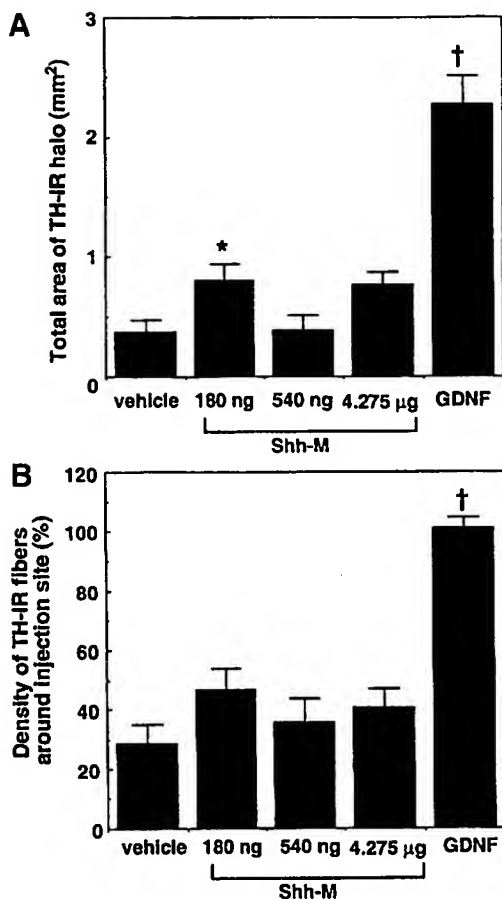 A
Total area of TH-IR halo (mm²)
3
2
1
0
*
†
vehicle 180 ng 540 ng 4.275 µg GDNF
Shh-M
B
Density of TH-IR fibers
around injection site (%)
120
100
80
60
40
20
0
†
vehicle 180 ng 540 ng 4.275 µg GDNF
Shh-M